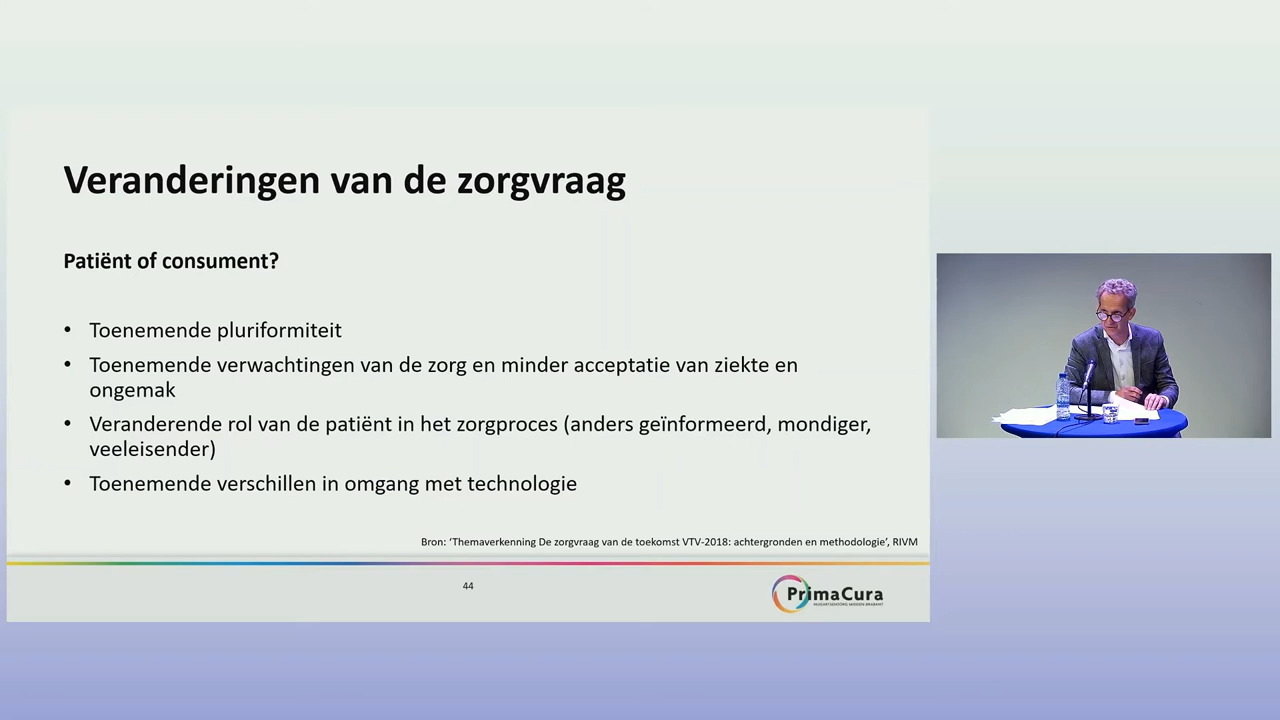 Veranderingen van de zorgvraag
Patiënt of consument?
• Toenemende pluriformiteit
• Toenemende verwachtingen van de zorg en minder acceptatie van ziekte en
ongemak
• Veranderende rol van de patiënt in het zorgproces (anders geïnformeerd, mondiger,
veeleisender)
• Toenemende verschillen in omgang met technologie
Bron: ‘Themaverkenning De zorgvraag van de toekomst VTV-2018: achtergronden en methodologie’, RIVM
44
PrimaCura
HUISARTSENZORG MIDDEN-BRABANT